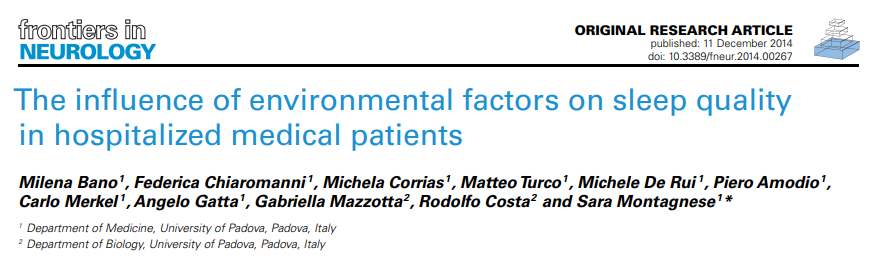 frontiers in
NEUROLOGY
ORIGINAL RESEARCH ARTICLE
published: 11 December 2014
doi: 10.3389/fneur.2014.00267
The influence of environmental factors on sleep quality
in hospitalized medical patients
Milena Bano1, Federica Chiaromanni1, Michela Corrias1, Matteo Turco1, Michele De Rui1, Piero Amodio1,
Carlo Merkel1, Angelo Gatta1, Gabriella Mazzotta2, Rodolfo Costa2 and Sara Montagnese1*
1 Department of Medicine, University of Padova, Padova, Italy
2 Department of Biology, University of Padova, Padova, Italy